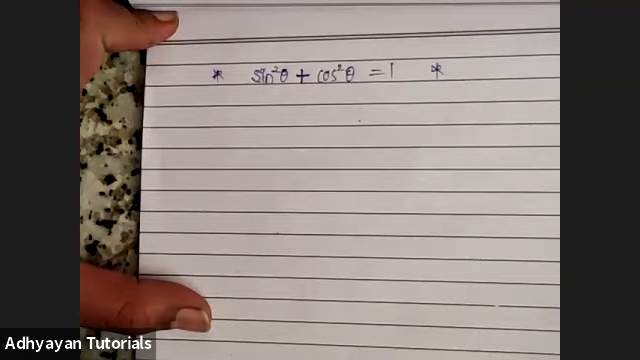 * sin²θ + cos²θ = 1 *
Adhyayan Tutorials